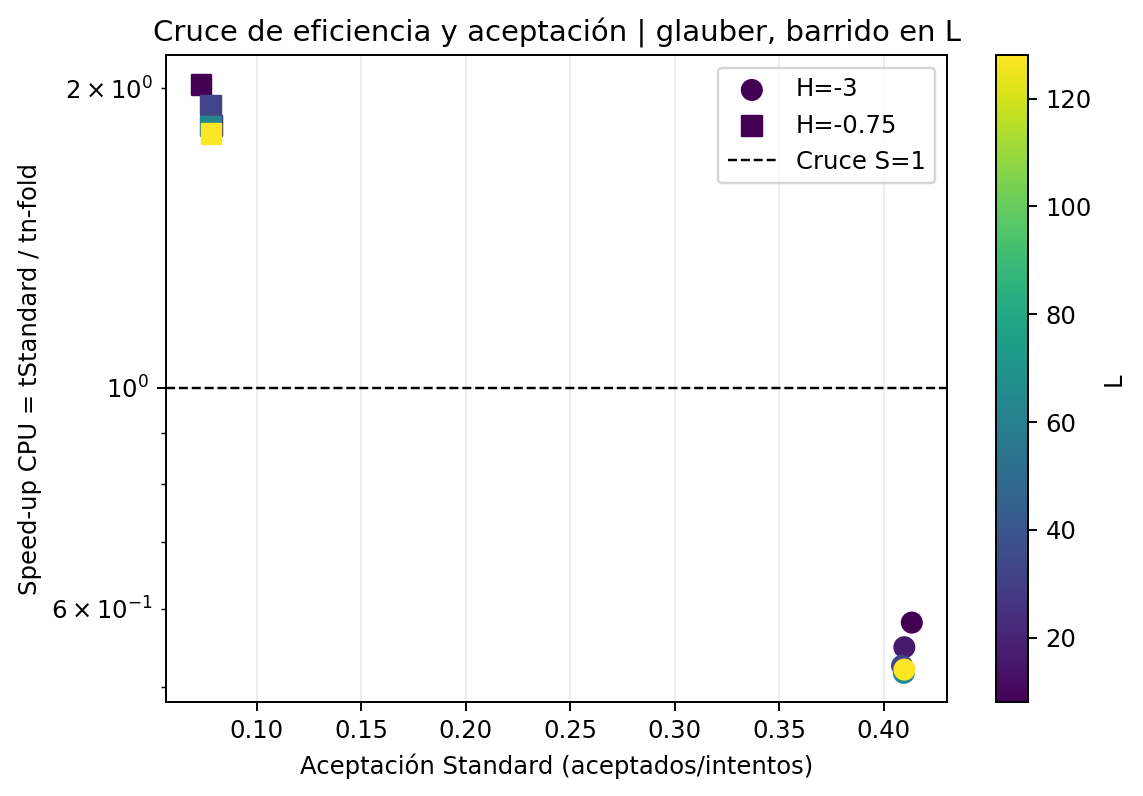 Cruce de eficiencia y aceptación | glauber, barrido en L
Speed-up CPU = tStandard / tn-fold
2 × 10⁰
10⁰
6 × 10⁻¹
H=-3
H=-0.75
Cruce S=1
0.10
0.15
0.20
0.25
0.30
0.35
0.40
Aceptación Standard (aceptados/intentos)
120
100
80
60
40
20
L